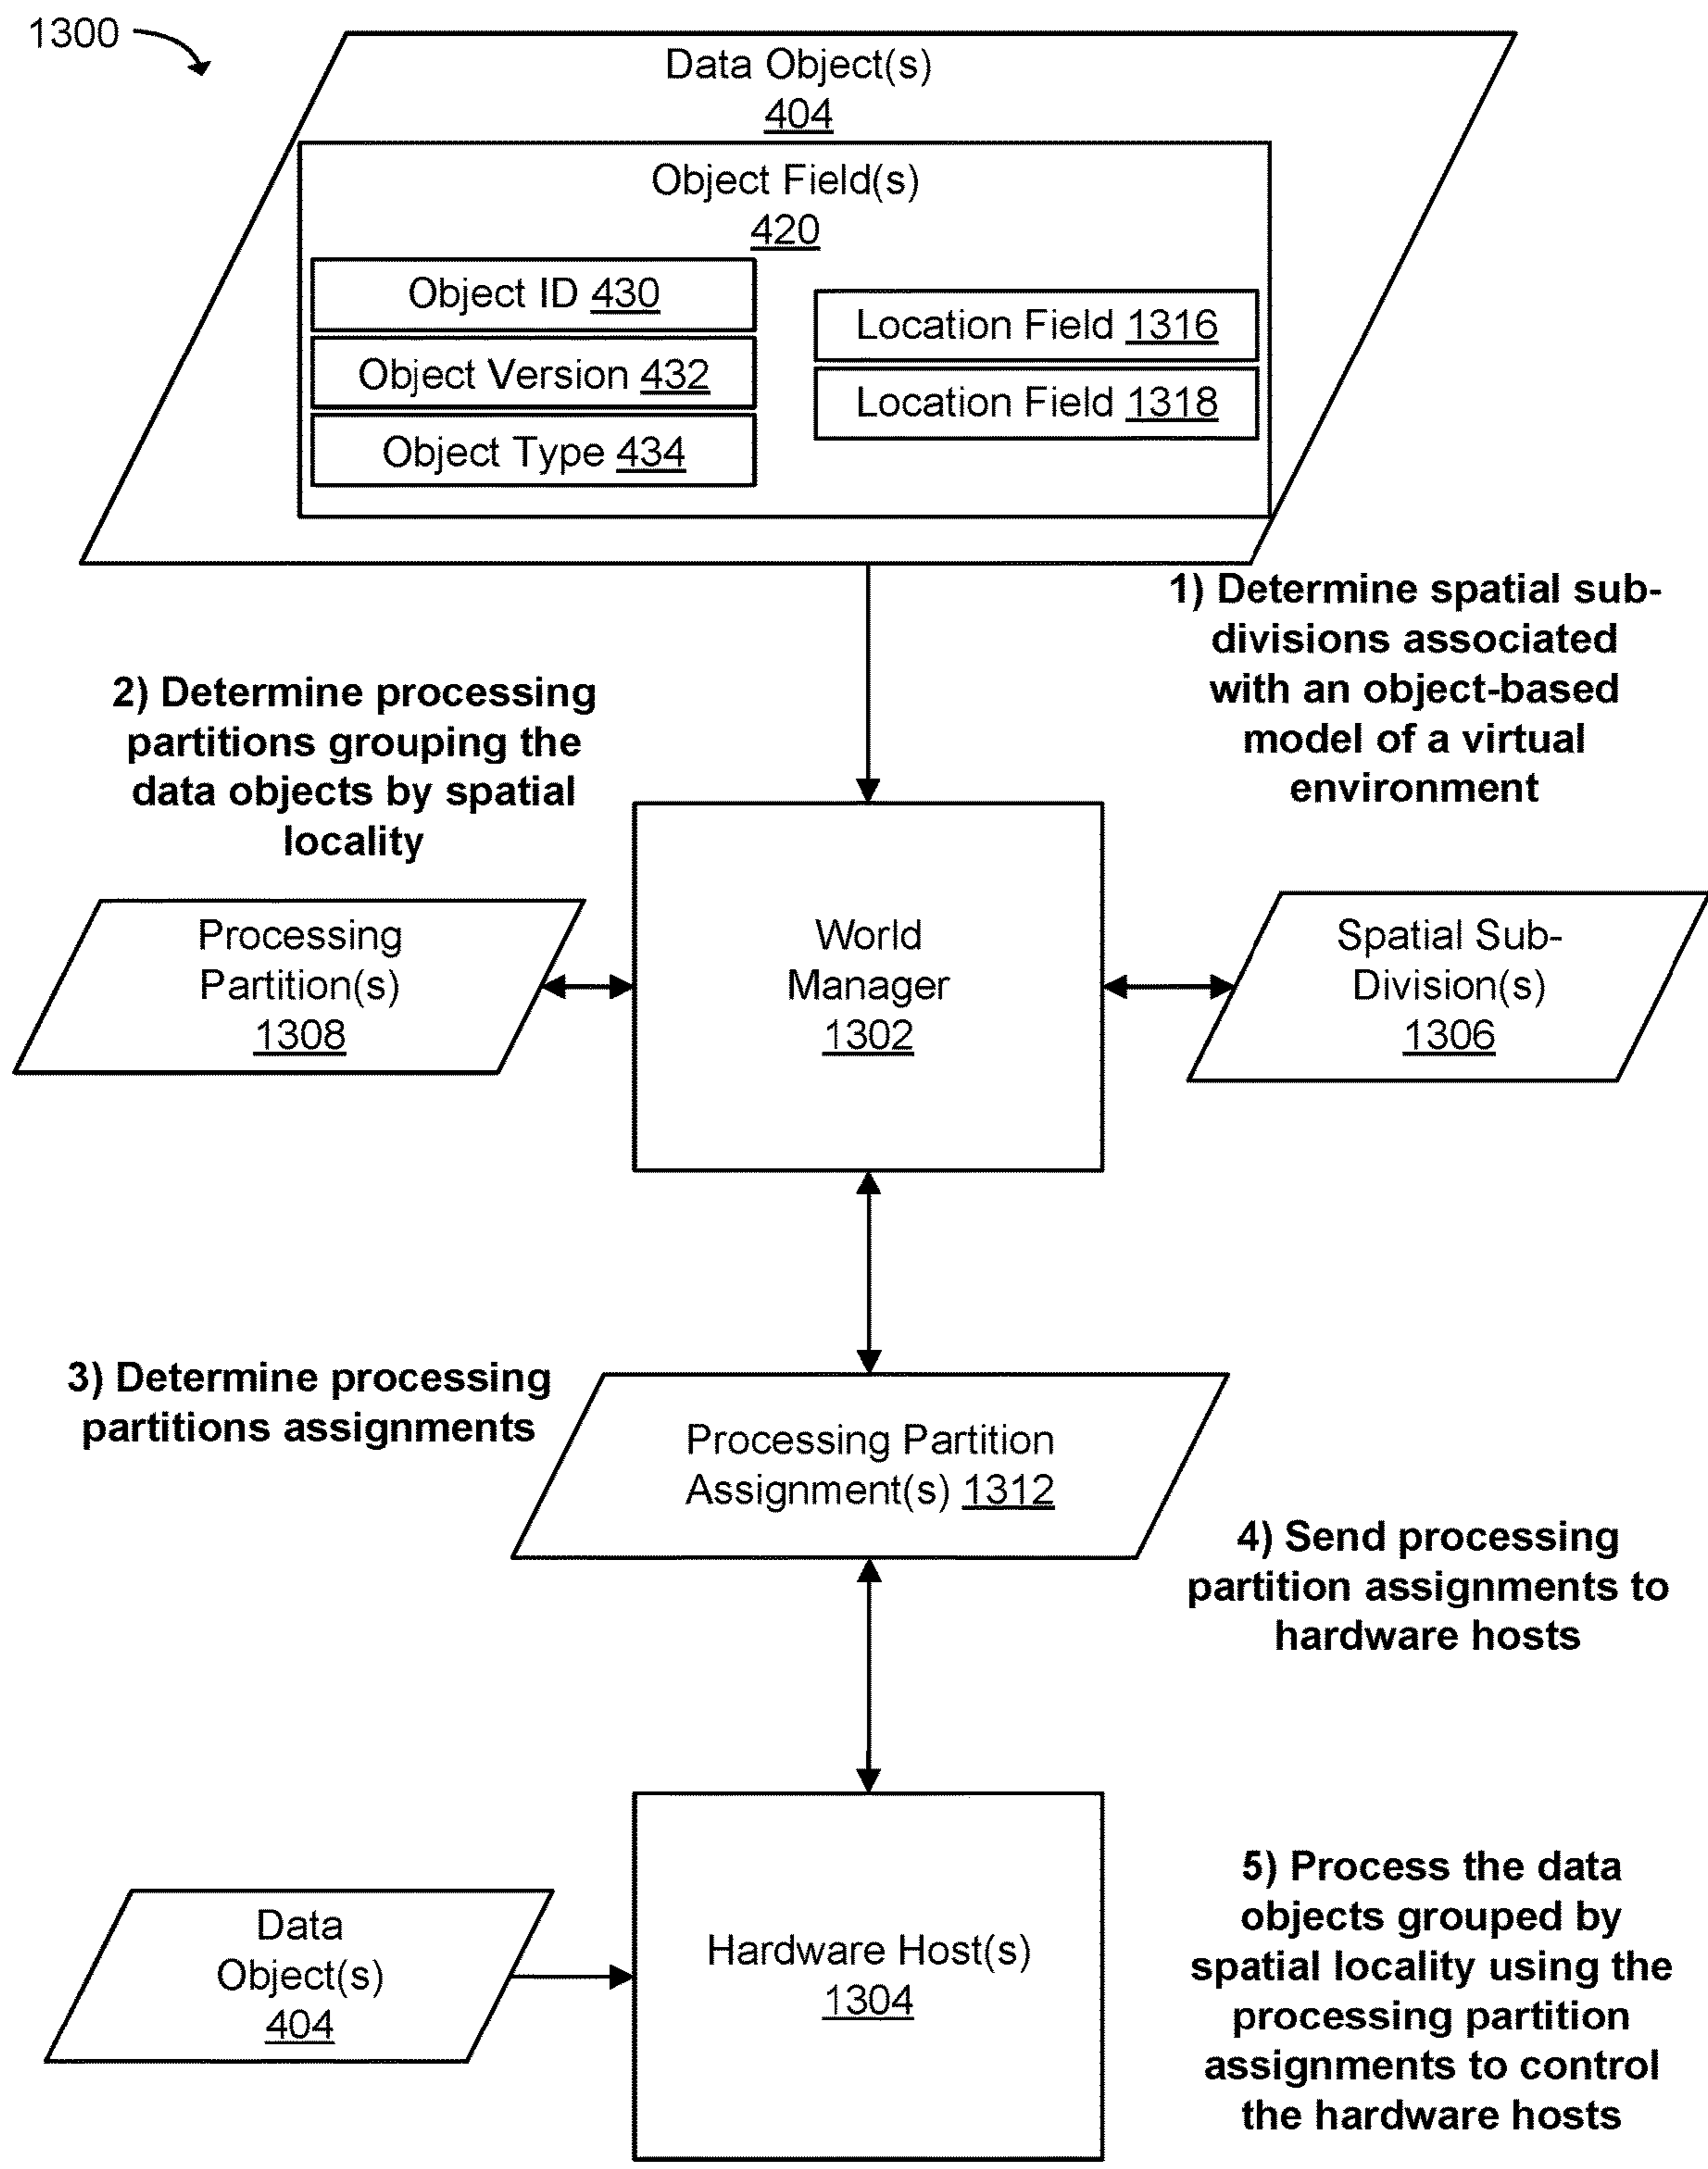 1300
Data Object(s)
404
Object Field(s)
420
Object ID 430
Object Version 432
Object Type 434
Location Field 1316
Location Field 1318
1) Determine spatial sub-
divisions associated
with an object-based
model of a virtual
environment
2) Determine processing
partitions grouping the
data objects by spatial
locality
Processing
Partition(s)
1308
World
Manager
1302
Spatial Sub-
Division(s)
1306
3) Determine processing
partitions assignments
Processing Partition
Assignment(s) 1312
4) Send processing
partition assignments to
hardware hosts
Data
Object(s)
404
Hardware Host(s)
1304
5) Process the data
objects grouped by
spatial locality using the
processing partition
assignments to control
the hardware hosts